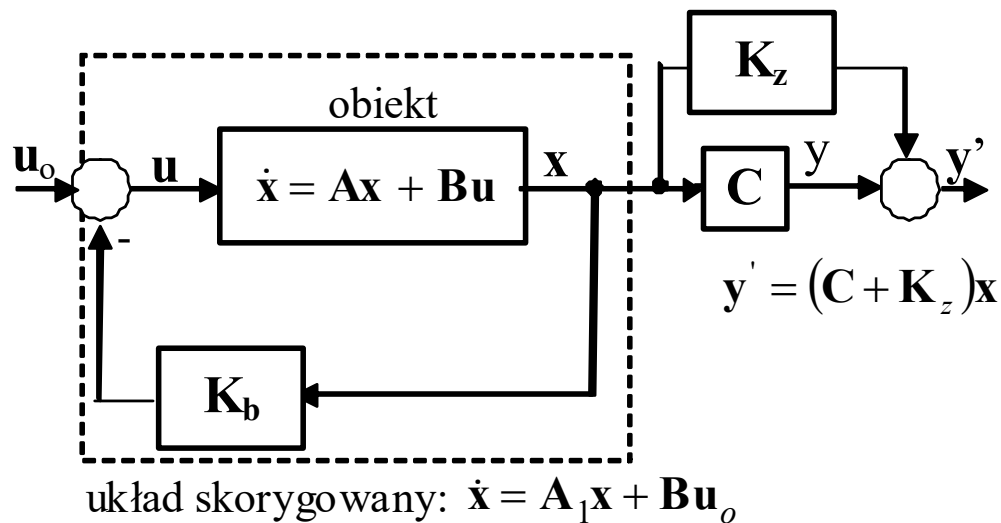 K_z
obiekt
u_o
u
ẋ = Ax + Bu
x
C
y
y’
-
y' = (C + K_z)x
K_b
układ skorygowany: ẋ = A_1x + Bu_o